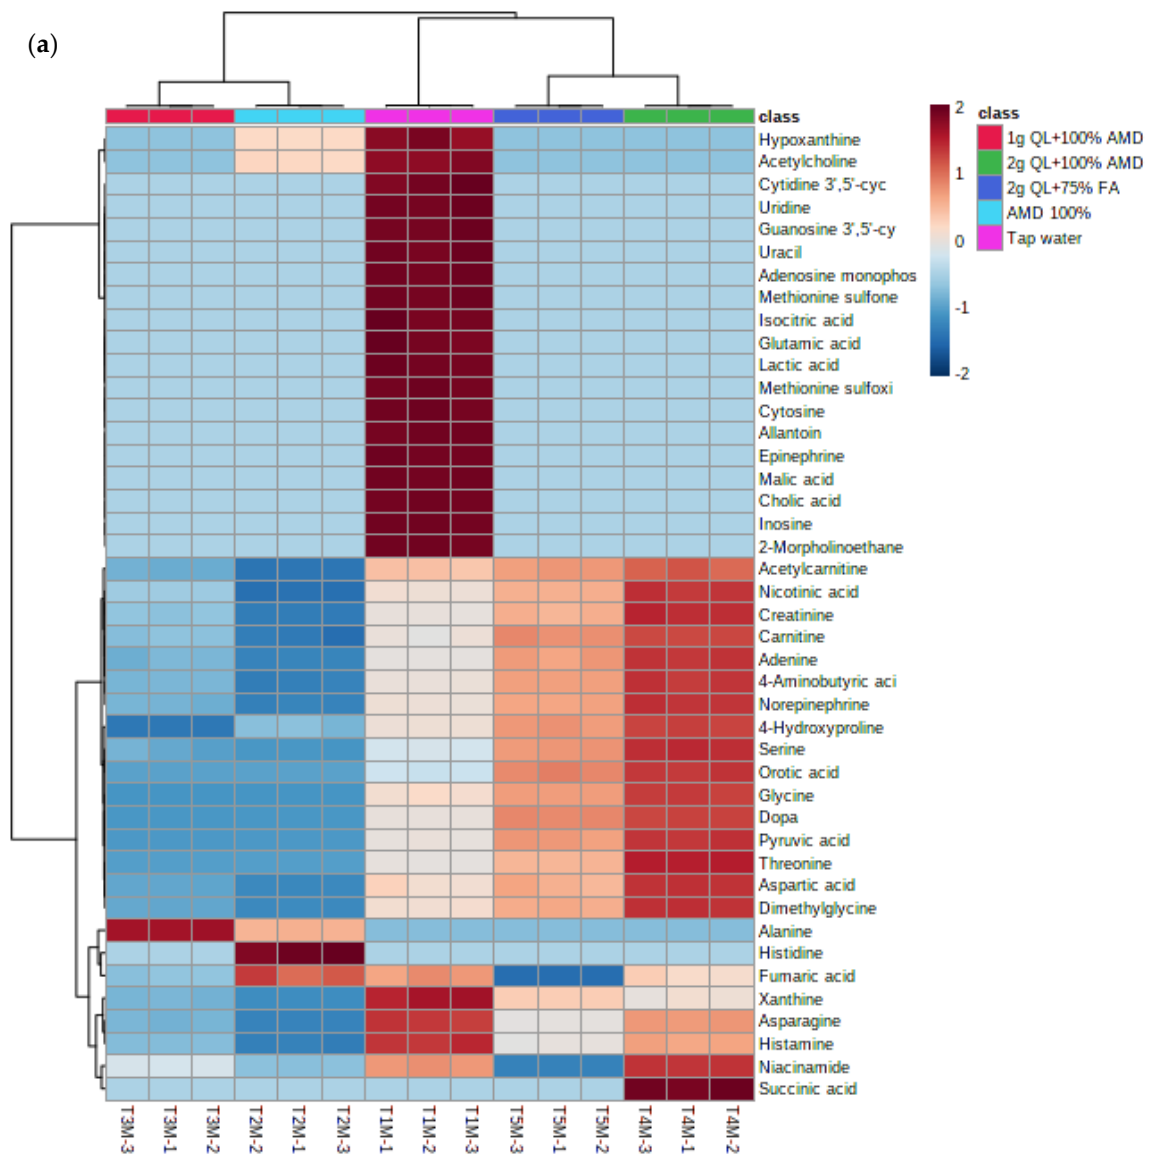 (a)
class
Hypoxanthine
Acetylcholine
Cytidine 3',5'-cyc
Uridine
Guanosine 3',5'-cy
Uracil
Adenosine monophos
Methionine sulfone
Isocitric acid
Glutamic acid
Lactic acid
Methionine sulfoxi
Cytosine
Allantoin
Epinephrine
Malic acid
Cholic acid
Inosine
2-Morpholinoethane
Acetylcarnitine
Nicotinic acid
Creatinine
Carnitine
Adenine
4-Aminobutyric aci
Norepinephrine
4-Hydroxyproline
Serine
Orotic acid
Glycine
Dopa
Pyruvic acid
Threonine
Aspartic acid
Dimethylglycine
Alanine
Histidine
Fumaric acid
Xanthine
Asparagine
Histamine
Niacinamide
Succinic acid
2
1
0
-1
-2
class
1g QL+100% AMD
2g QL+100% AMD
2g QL+75% FA
AMD 100%
Tap water
T3M-3
T3M-1
T3M-2
T2M-2
T2M-1
T2M-3
T1M-1
T1M-2
T1M-3
T5M-3
T5M-1
T5M-2
T4M-3
T4M-1
T4M-2